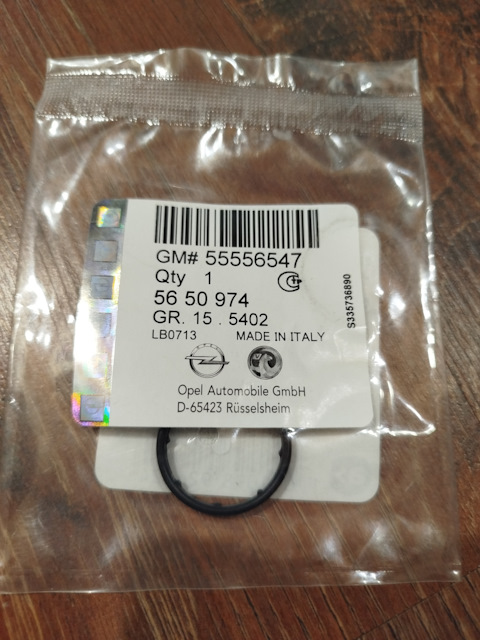 GM# 55556547
Qty 1
56 50 974
GR. 15 . 5402
LB0713 MADE IN ITALY
Opel Automobile GmbH
D-65423 Rüsselsheim
S335736890